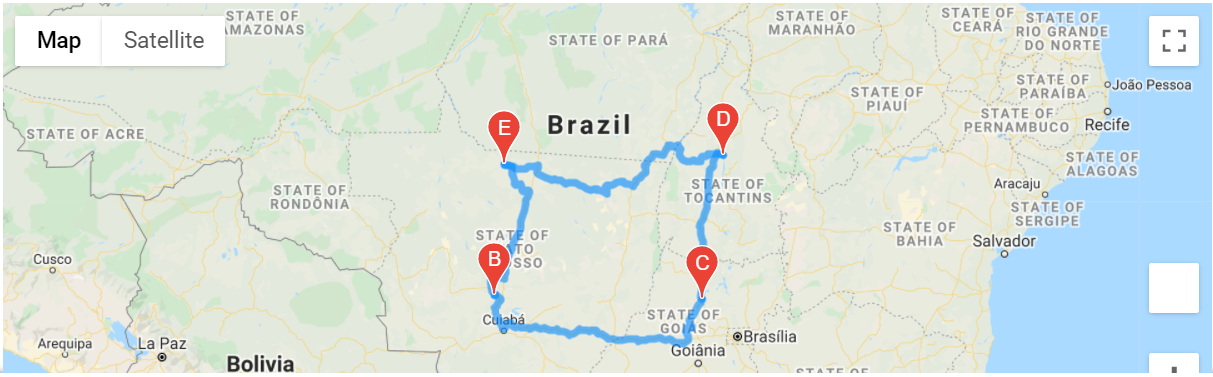 Map
Satellite
STATE OF
AMAZONAS
STATE OF PARÁ
STATE OF
MARANHÃO
STATE OF
CEARÁ
STATE OF
RIO GRANDE
DO NORTE
STATE OF
PARAÍBA
João Pessoa
STATE OF
PIAUÍ
STATE OF
PERNAMBUCO
Recife
STATE OF ACRE
E
Brazil
D
STATE OF
ALAGOAS
STATE OF
RONDÔNIA
STATE OF
TOCANTINS
Aracaju
STATE OF
SERGIPE
STATE OF
BAHIA
Salvador
STATE OF
TO
OSSO
B
C
Cusco
Cuiabá
STATE OF
GOIÁS
Brasília
Goiânia
Arequipa
La Paz
Bolivia